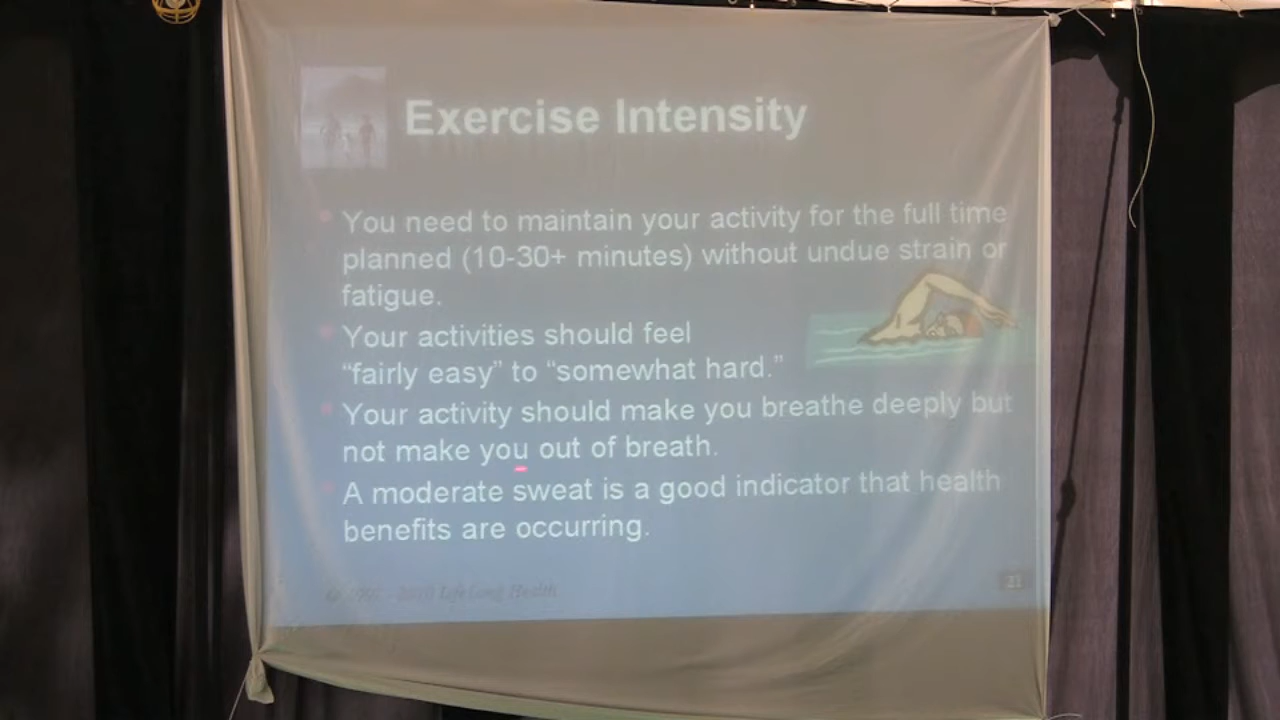 Exercise Intensity
You need to maintain your activity for the full time
planned (10-30+ minutes) without undue strain or
fatigue.
Your activities should feel
“fairly easy” to “somewhat hard.”
Your activity should make you breathe deeply but
not make you out of breath.
A moderate sweat is a good indicator that health
benefits are occurring.
LifeLong Health